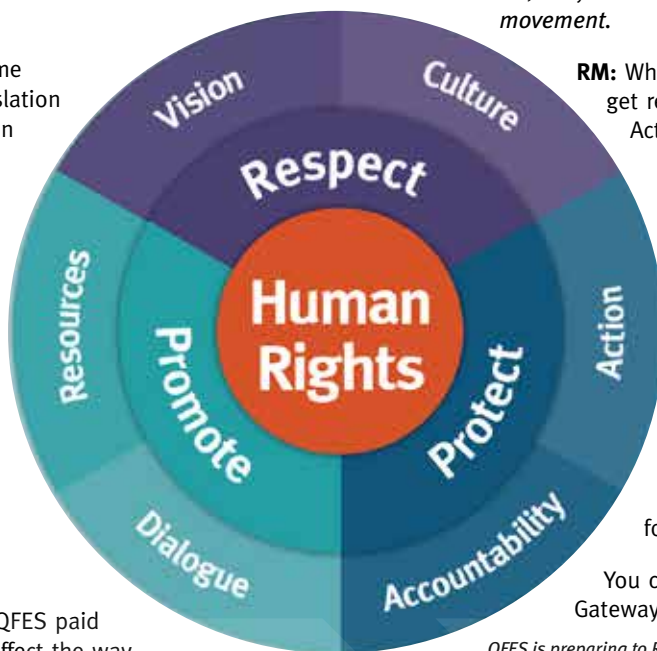 movement.
RM: Wh
get re
Act
Vision
Culture
Respect
Resources
Human
Rights
Action
Promote
Protect
Dialogue
Accountability
fo
You c
Gateway
QFES paid
ffect the way
QFES is preparing to R